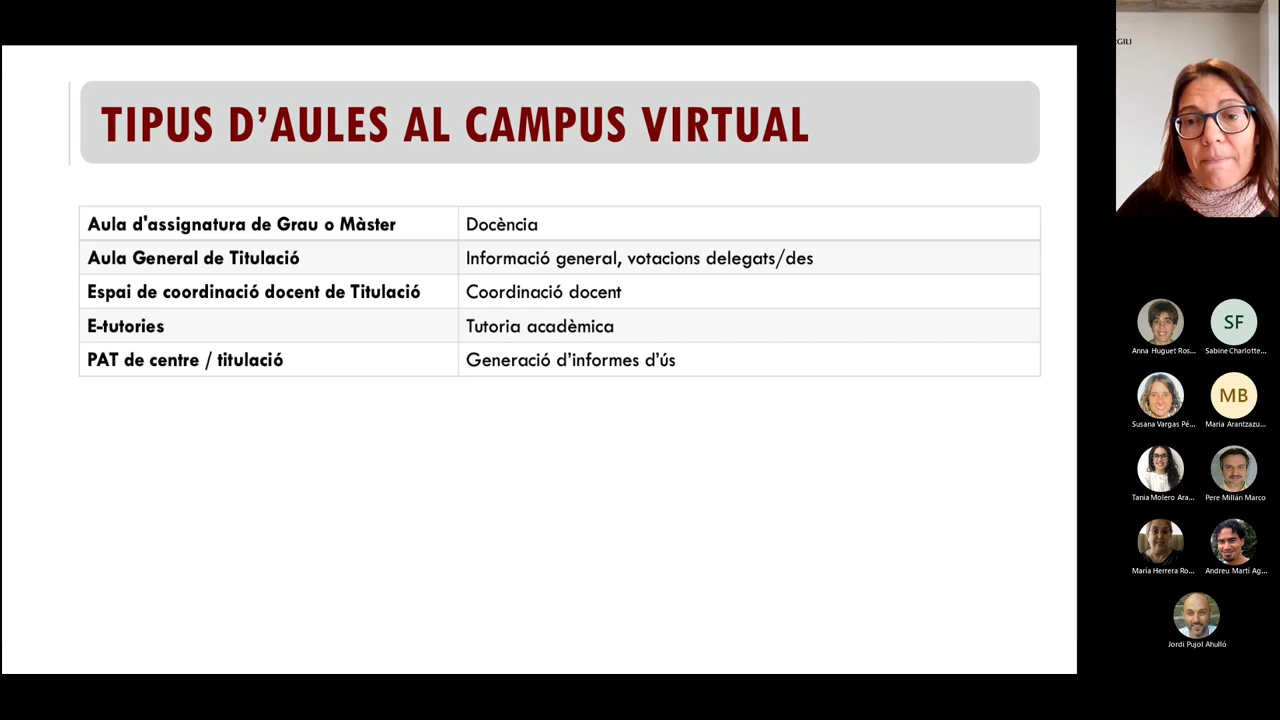 TIPUS D'AULES AL CAMPUS VIRTUAL
Aula d'assignatura de Grau o Màster Docència
Aula General de Titulació Informació general, votacions delegats/des
Espai de coordinació docent de Titulació Coordinació docent
E-tutories Tutoria acadèmica
PAT de centre / titulació Generació d'informes d'ús
GILI
SF
Anna Huguet Ros... Sabine Charlotte...
MB
Susana Vargas Pé... Maria Arantzazu...
Tania Molero Ara... Pere Millán Marco
María Herrera Ro... Andreu Martí Ag...
Jordi Pujol Ahulló